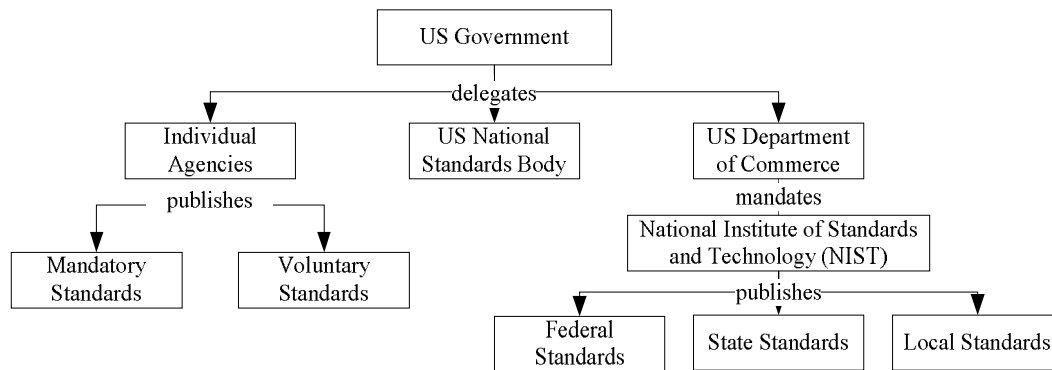 US Government
delegates
Individual
Agencies
US National
Standards Body
US Department
of Commerce
publishes
mandates
Mandatory
Standards
Voluntary
Standards
National Institute of Standards
and Technology (NIST)
publishes
Federal
Standards
State Standards
Local Standards